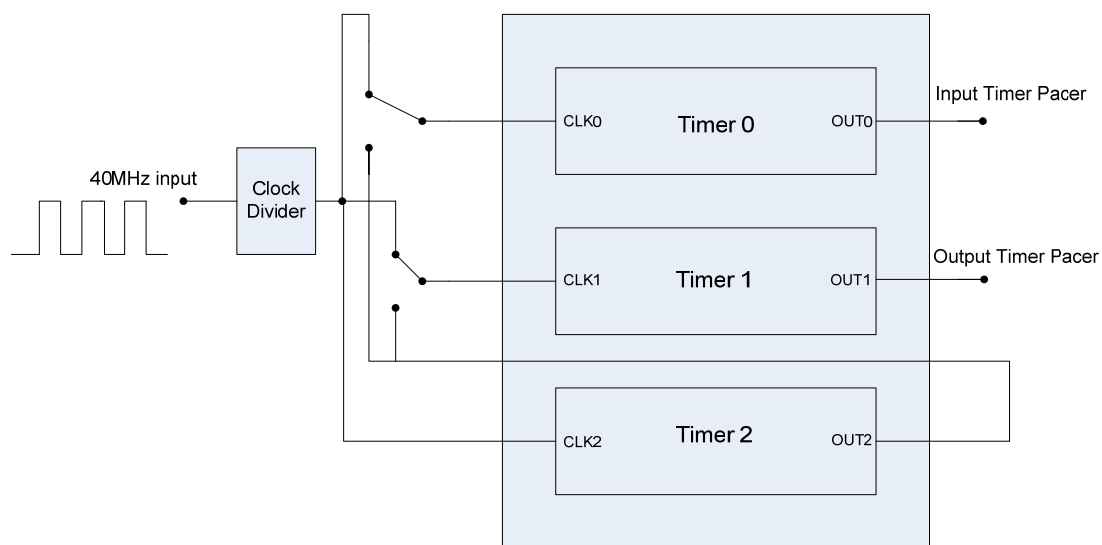 Input Timer Pacer
CLK0
Timer 0
OUT0
40MHz input
Clock
Divider
Output Timer Pacer
CLK1
Timer 1
OUT1
CLK2
Timer 2
OUT2